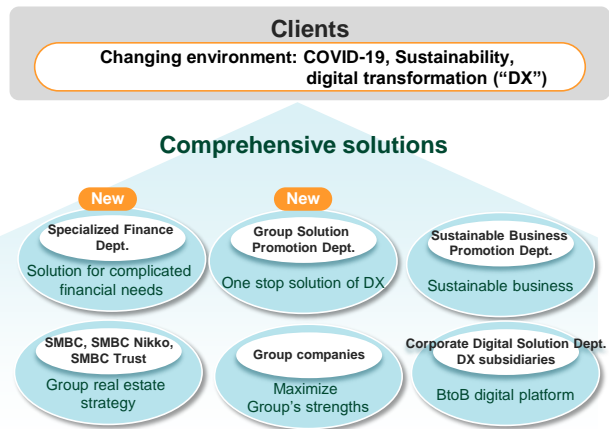 Clients
Changing environment: COVID-19, Sustainability,
digital transformation (“DX”)
Comprehensive solutions
New
Specialized Finance
Dept.
Solution for complicated
financial needs
New
Group Solution
Promotion Dept.
One stop solution of DX
Sustainable Business
Promotion Dept.
Sustainable business
SMBC, SMBC Nikko,
SMBC Trust
Group real estate
strategy
Group companies
Maximize
Group’s strengths
Corporate Digital Solution Dept.
DX subsidiaries
BtoB digital platform